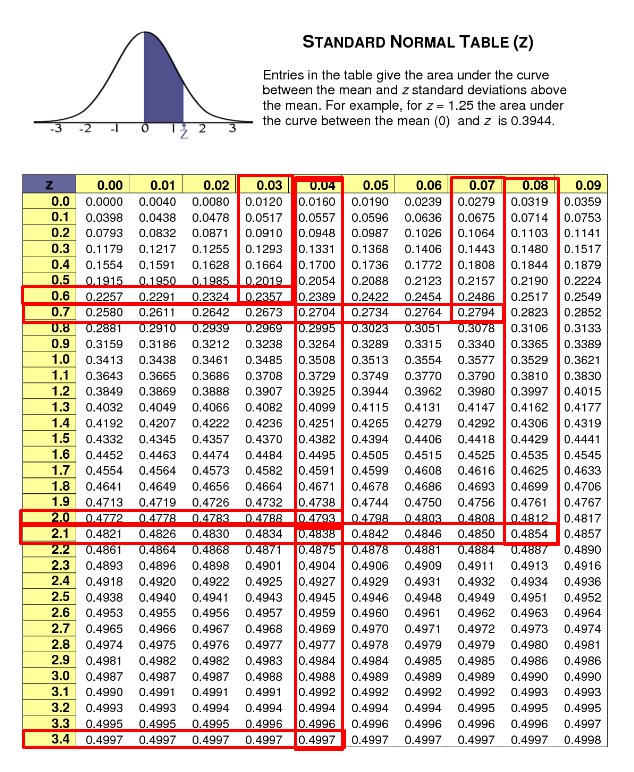 STANDARD NORMAL TABLE (Z)
Entries in the table give the area under the curve
between the mean and z standard deviations above
the mean. For example, for z = 1.25 the area under
the curve between the mean (0) and z is 0.3944.
-3 -2 -1 0 1 2 3
Z
z 0.00 0.01 0.02 0.03 0.04 0.05 0.06 0.07 0.08 0.09
0.0 0.0000 0.0040 0.0080 0.0120 0.0160 0.0190 0.0239 0.0279 0.0319 0.0359
0.1 0.0398 0.0438 0.0478 0.0517 0.0557 0.0596 0.0636 0.0675 0.0714 0.0753
0.2 0.0793 0.0832 0.0871 0.0910 0.0948 0.0987 0.1026 0.1064 0.1103 0.1141
0.3 0.1179 0.1217 0.1255 0.1293 0.1331 0.1368 0.1406 0.1443 0.1480 0.1517
0.4 0.1554 0.1591 0.1628 0.1664 0.1700 0.1736 0.1772 0.1808 0.1844 0.1879
0.5 0.1915 0.1950 0.1985 0.2019 0.2054 0.2088 0.2123 0.2157 0.2190 0.2224
0.6 0.2257 0.2291 0.2324 0.2357 0.2389 0.2422 0.2454 0.2486 0.2517 0.2549
0.7 0.2580 0.2611 0.2642 0.2673 0.2704 0.2734 0.2764 0.2794 0.2823 0.2852
0.8 0.2881 0.2910 0.2939 0.2969 0.2995 0.3023 0.3051 0.3078 0.3106 0.3133
0.9 0.3159 0.3186 0.3212 0.3238 0.3264 0.3289 0.3315 0.3340 0.3365 0.3389
1.0 0.3413 0.3438 0.3461 0.3485 0.3508 0.3513 0.3554 0.3577 0.3529 0.3621
1.1 0.3643 0.3665 0.3686 0.3708 0.3729 0.3749 0.3770 0.3790 0.3810 0.3830
1.2 0.3849 0.3869 0.3888 0.3907 0.3925 0.3944 0.3962 0.3980 0.3997 0.4015
1.3 0.4032 0.4049 0.4066 0.4082 0.4099 0.4115 0.4131 0.4147 0.4162 0.4177
1.4 0.4192 0.4207 0.4222 0.4236 0.4251 0.4265 0.4279 0.4292 0.4306 0.4319
1.5 0.4332 0.4345 0.4357 0.4370 0.4382 0.4394 0.4406 0.4418 0.4429 0.4441
1.6 0.4452 0.4463 0.4474 0.4484 0.4495 0.4505 0.4515 0.4525 0.4535 0.4545
1.7 0.4554 0.4564 0.4573 0.4582 0.4591 0.4599 0.4608 0.4616 0.4625 0.4633
1.8 0.4641 0.4649 0.4656 0.4664 0.4671 0.4678 0.4686 0.4693 0.4699 0.4706
1.9 0.4713 0.4719 0.4726 0.4732 0.4738 0.4744 0.4750 0.4756 0.4761 0.4767
2.0 0.4772 0.4778 0.4783 0.4788 0.4793 0.4798 0.4803 0.4808 0.4812 0.4817
2.1 0.4821 0.4826 0.4830 0.4834 0.4838 0.4842 0.4846 0.4850 0.4854 0.4857
2.2 0.4861 0.4864 0.4868 0.4871 0.4875 0.4878 0.4881 0.4884 0.4887 0.4890
2.3 0.4893 0.4896 0.4898 0.4901 0.4904 0.4906 0.4909 0.4911 0.4913 0.4916
2.4 0.4918 0.4920 0.4922 0.4925 0.4927 0.4929 0.4931 0.4932 0.4934 0.4936
2.5 0.4938 0.4940 0.4941 0.4943 0.4945 0.4946 0.4948 0.4949 0.4951 0.4952
2.6 0.4953 0.4955 0.4956 0.4957 0.4959 0.4960 0.4961 0.4962 0.4963 0.4964
2.7 0.4965 0.4966 0.4967 0.4968 0.4969 0.4970 0.4971 0.4972 0.4973 0.4974
2.8 0.4974 0.4975 0.4976 0.4977 0.4977 0.4978 0.4979 0.4979 0.4980 0.4981
2.9 0.4981 0.4982 0.4982 0.4983 0.4984 0.4984 0.4985 0.4985 0.4986 0.4986
3.0 0.4987 0.4987 0.4987 0.4988 0.4988 0.4989 0.4989 0.4989 0.4990 0.4990
3.1 0.4990 0.4991 0.4991 0.4991 0.4992 0.4992 0.4992 0.4992 0.4993 0.4993
3.2 0.4993 0.4993 0.4994 0.4994 0.4994 0.4994 0.4994 0.4995 0.4995 0.4995
3.3 0.4995 0.4995 0.4995 0.4996 0.4996 0.4996 0.4996 0.4996 0.4996 0.4997
3.4 0.4997 0.4997 0.4997 0.4997 0.4997 0.4997 0.4997 0.4997 0.4997 0.4998